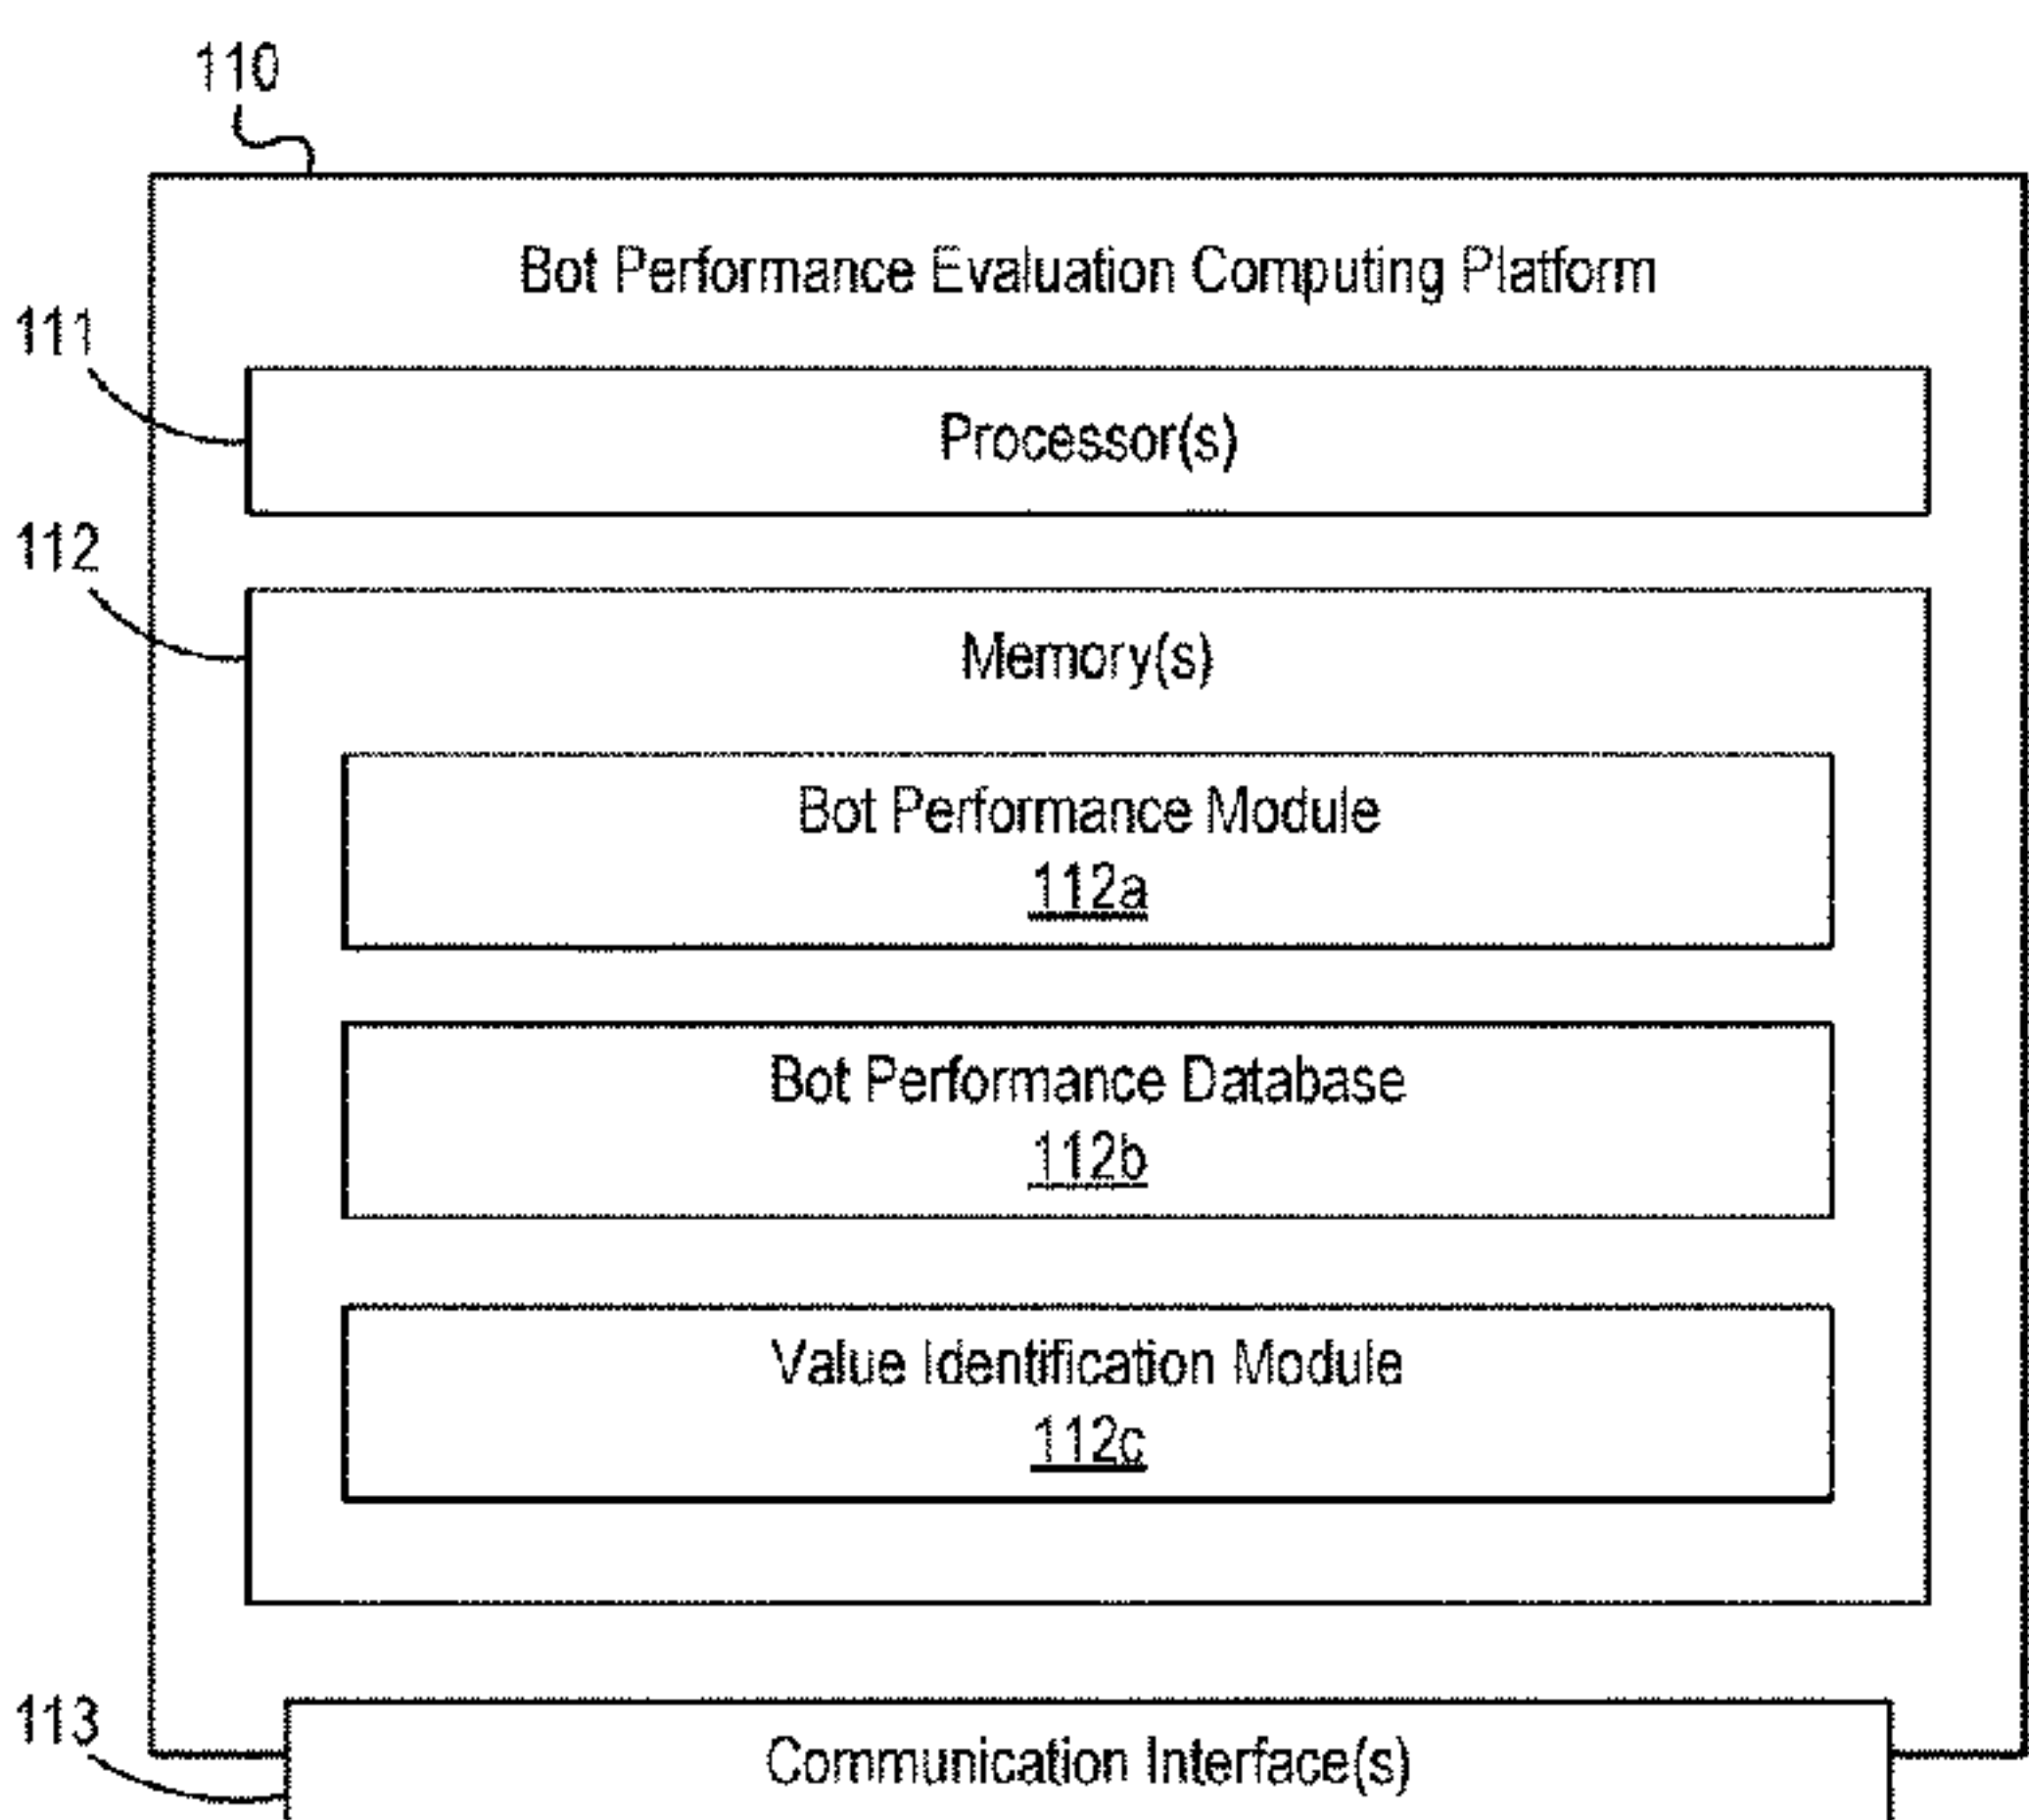 110
Bot Performance Evaluation Computing Platform
111
Processor(s)
112
Memory(s)
Bot Performance Module
112a
Bot Performance Database
112b
Value Identification Module
112c
113
Communication Interface(s)